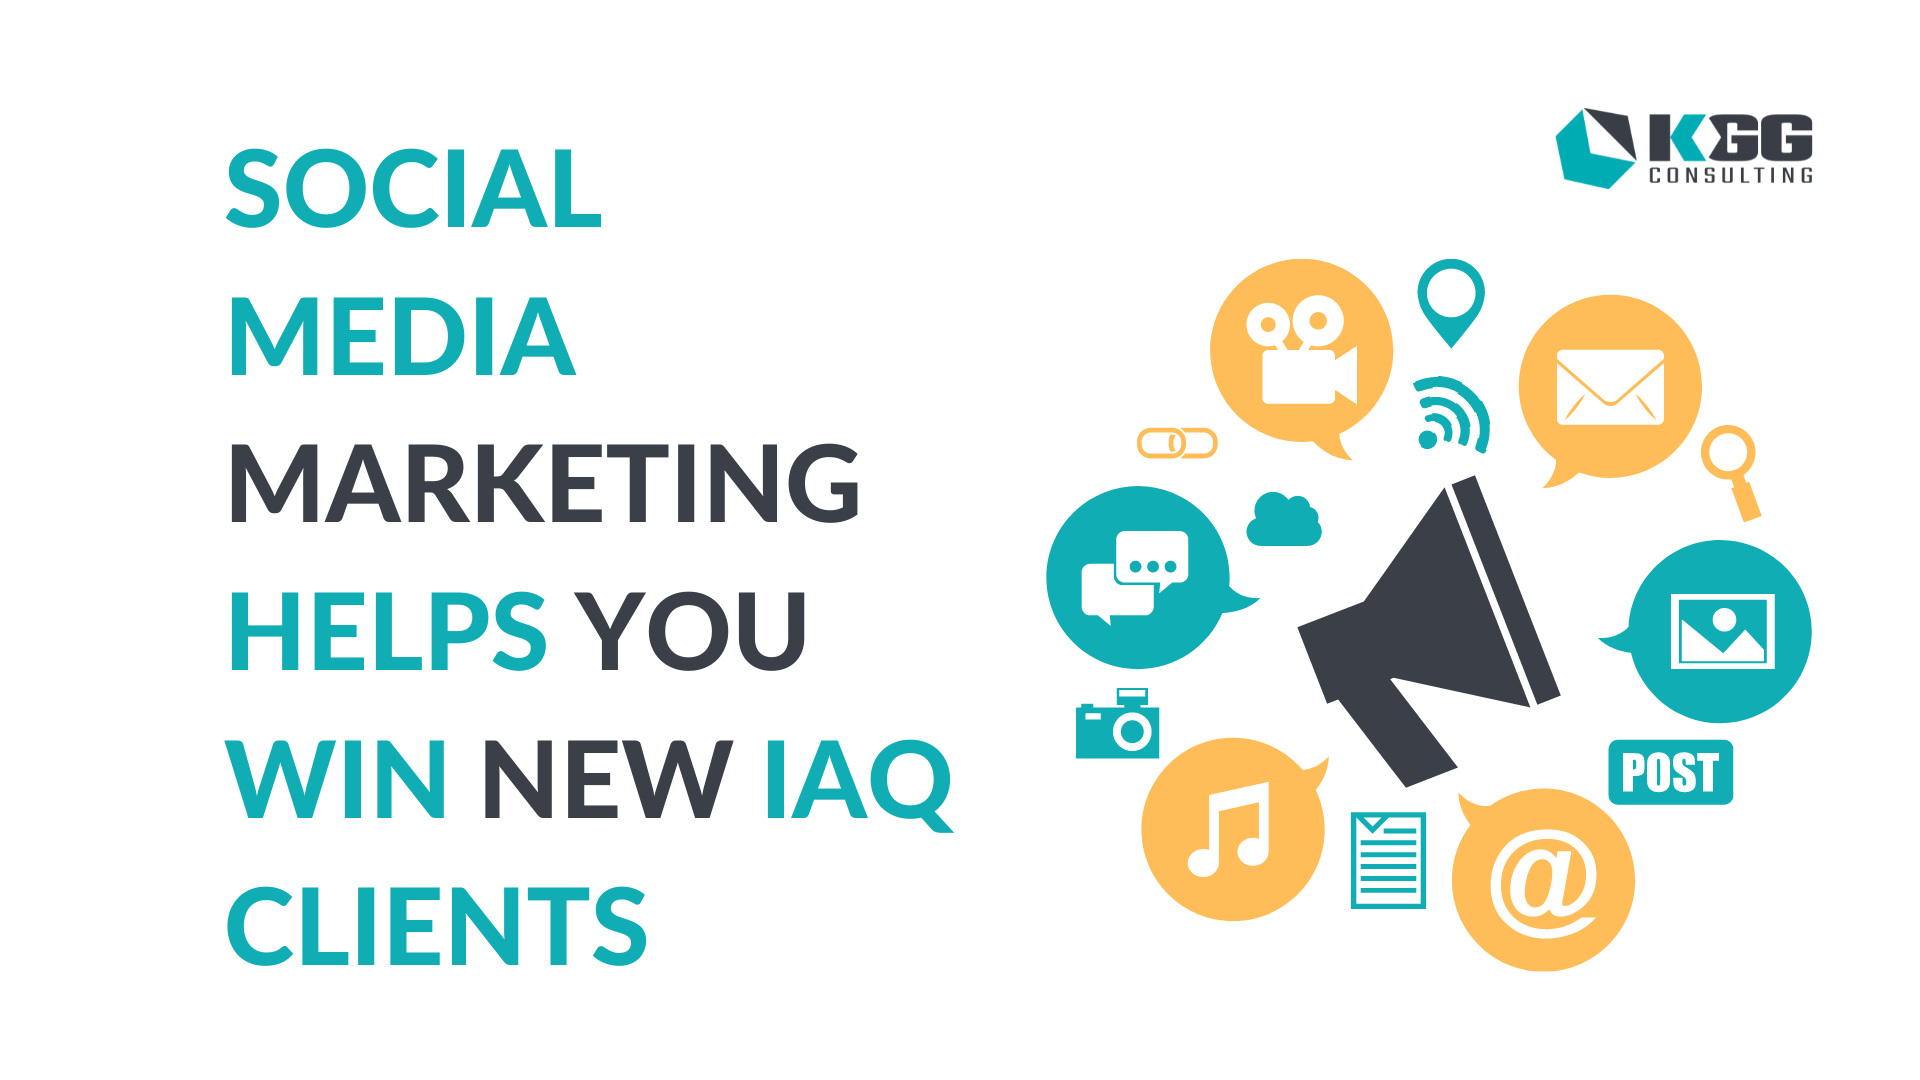 SOCIAL
MEDIA
MARKETING
HELPS YOU
WIN NEW IAQ
CLIENTS
KGG
CONSULTING
POST
@